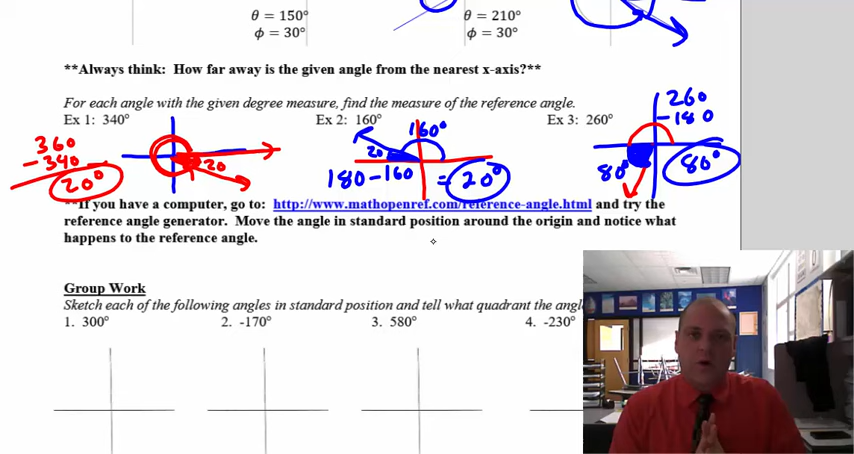 θ = 150° θ = 210°
ϕ = 30° ϕ = 30°
**Always think: How far away is the given angle from the nearest x-axis?**
For each angle with the given degree measure, find the measure of the reference angle.
Ex 1: 340° Ex 2: 160° Ex 3: 260°
360
-340
20°
20
160°
20
180-160 = 20°
260
-180
80°
80°
**If you have a computer, go to: http://www.mathopenref.com/reference-angle.html and try the
reference angle generator. Move the angle in standard position around the origin and notice what
happens to the reference angle.
Group Work
Sketch each of the following angles in standard position and tell what quadrant the angl
1. 300° 2. -170° 3. 580° 4. -230°